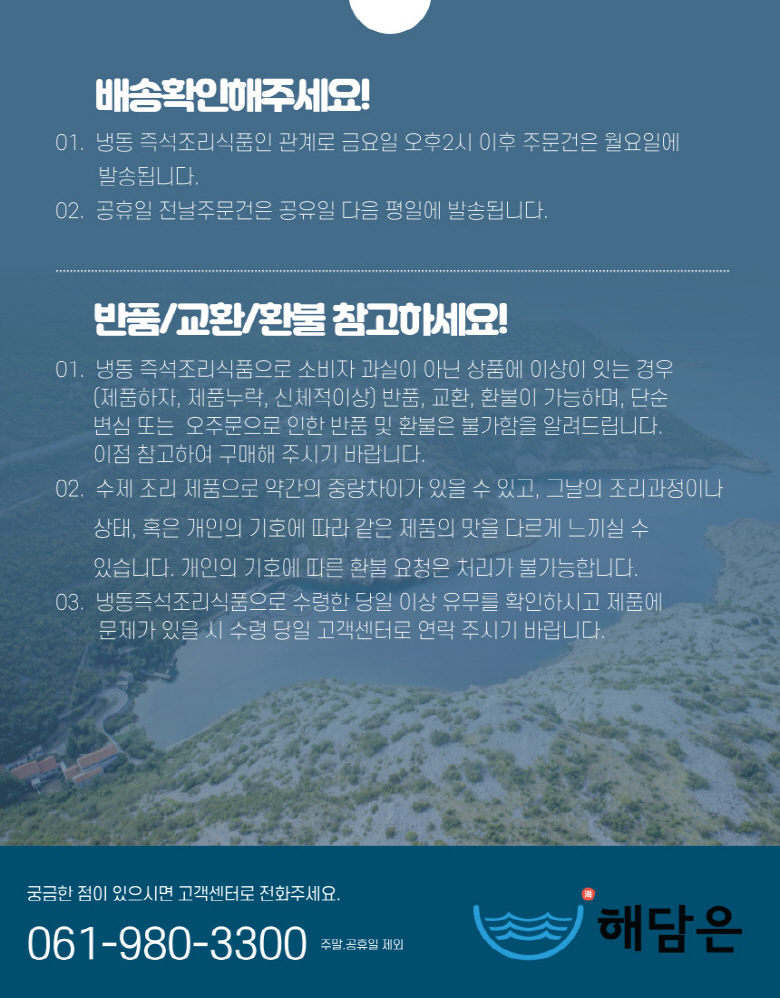 배송확인해주세요!
01. 냉동 즉석조리식품인 관계로 금요일 오후2시 이후 주문건은 월요일에
발송됩니다.
02. 공휴일 전날주문건은 공유일 다음 평일에 발송됩니다.
반품/교환/환불 참고하세요!
01. 냉동 즉석조리식품으로 소비자 과실이 아닌 상품에 이상이 잇는 경우
(제품하자, 제품누락, 신체적이상) 반품, 교환, 환불이 가능하며, 단순
변심 또는 오주문으로 인한 반품 및 환불은 불가함을 알려드립니다.
이점 참고하여 구매해 주시기 바랍니다.
02. 수제 조리 제품으로 약간의 중량차이가 있을 수 있고, 그날의 조리과정이나
상태, 혹은 개인의 기호에 따라 같은 제품의 맛을 다르게 느끼실 수
있습니다. 개인의 기호에 따른 환불 요청은 처리가 불가능합니다.
03. 냉동즉석조리식품으로 수령한 당일 이상 유무를 확인하시고 제품에
문제가 있을 시 수령 당일 고객센터로 연락 주시기 바랍니다.
궁금한 점이 있으시면 고객센터로 전화주세요.
061-980-3300 주말.공휴일 제외
海
해담은